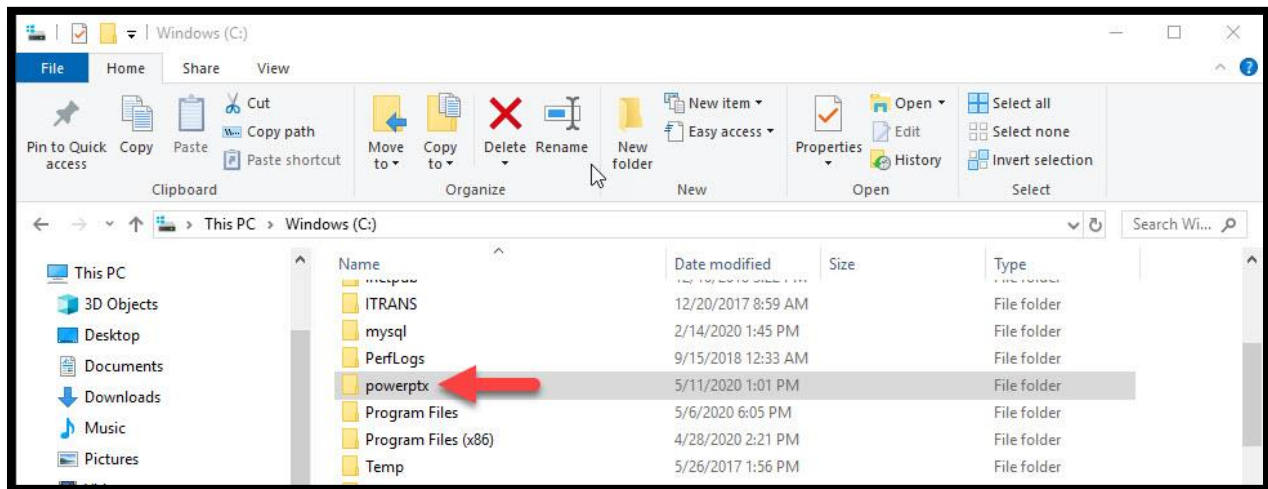 Windows (C:)
File Home Share View
Pin to Quick access
Copy
Paste
Cut
Copy path
Paste shortcut
Clipboard
Move to
Copy to
Delete
Rename
Organize
New folder
New item
Easy access
New
Properties
Open
Edit
History
Open
Select all
Select none
Invert selection
Select
This PC > Windows (C:)
Search Wi...
This PC
3D Objects
Desktop
Documents
Downloads
Music
Pictures
Name Date modified Size Type
ITRANS 12/20/2017 8:59 AM File folder
mysql 2/14/2020 1:45 PM File folder
PerfLogs 9/15/2018 12:33 AM File folder
powerptx 5/11/2020 1:01 PM File folder
Program Files 5/6/2020 6:05 PM File folder
Program Files (x86) 4/28/2020 2:21 PM File folder
Temp 5/26/2017 1:56 PM File folder